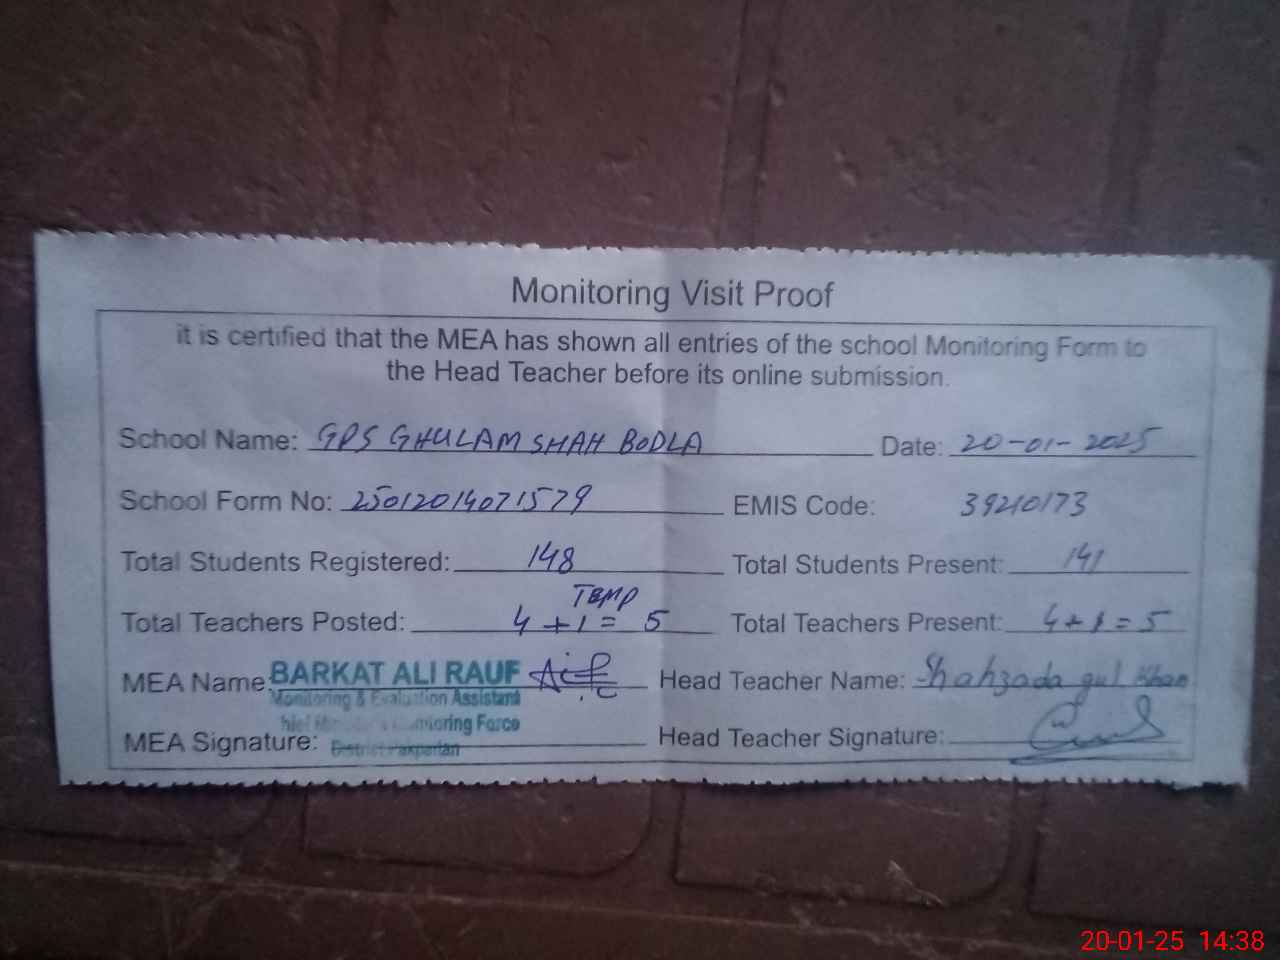 Monitoring Visit Proof
it is certified that the MEA has shown all entries of the school Monitoring Form to
the Head Teacher before its online submission.
School Name: GPS GHULAM SHAH BODLA Date: 20-01-2025
School Form No: 25012014071579 EMIS Code: 39210173
Total Students Registered: 148 Total Students Present: 141
TEMP
Total Teachers Posted: 4+1= 5 Total Teachers Present: 4+1=5
MEA Name BARKAT ALI RAUF Head Teacher Name: Shahzada gul Khan
Monitoring & Evaluation Assistant
Monitoring Force
MEA Signature: District Pakpattan Head Teacher Signature:
20-01-25 14:38